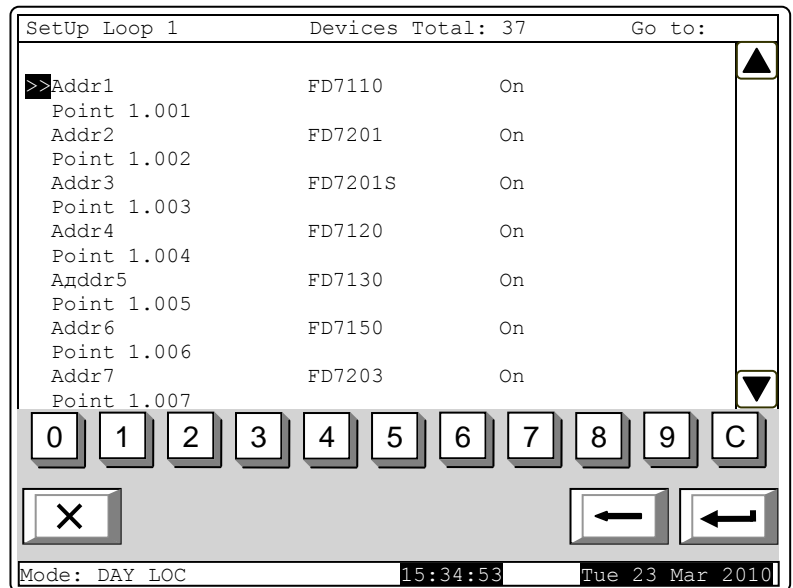 SetUp Loop 1 Devices Total: 37 Go to:
>>Addr1 FD7110 On
Point 1.001
Addr2 FD7201 On
Point 1.002
Addr3 FD7201S On
Point 1.003
Addr4 FD7120 On
Point 1.004
Aдddr5 FD7130 On
Point 1.005
Addr6 FD7150 On
Point 1.006
Addr7 FD7203 On
Point 1.007
0 1 2 3 4 5 6 7 8 9 C
Mode: DAY LOC 15:34:53 Tue 23 Mar 2010